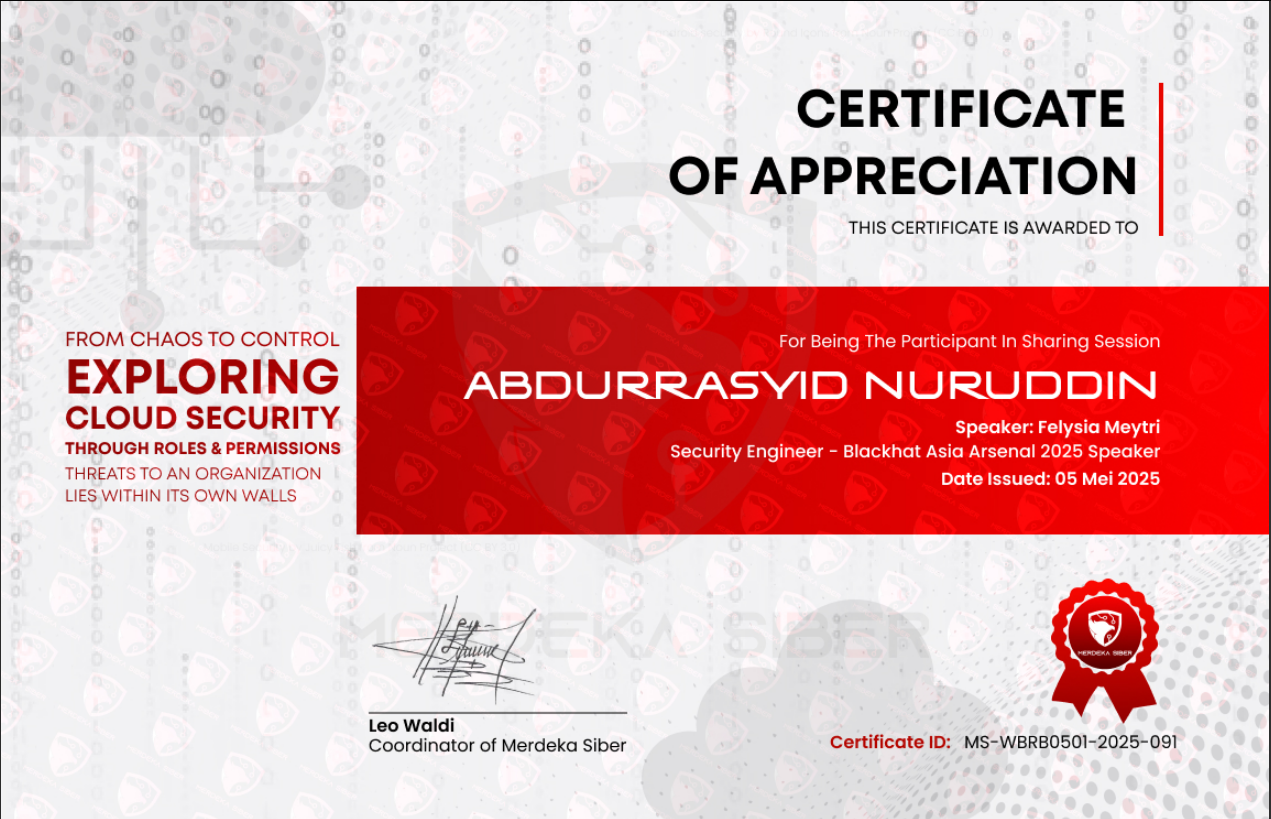 CERTIFICATE
OF APPRECIATION
THIS CERTIFICATE IS AWARDED TO
FROM CHAOS TO CONTROL
EXPLORING
CLOUD SECURITY
THROUGH ROLES & PERMISSIONS
THREATS TO AN ORGANIZATION
LIES WITHIN ITS OWN WALLS
For Being The Participant In Sharing Session
ABDURRASYID NURUDDIN
Speaker: Felysia Meytri
Security Engineer - Blackhat Asia Arsenal 2025 Speaker
Date Issued: 05 Mei 2025
MERDEKA SIBER
MERDEKA SIBER
Leo Waldi
Coordinator of Merdeka Siber
Certificate ID: MS-WBRB0501-2025-091